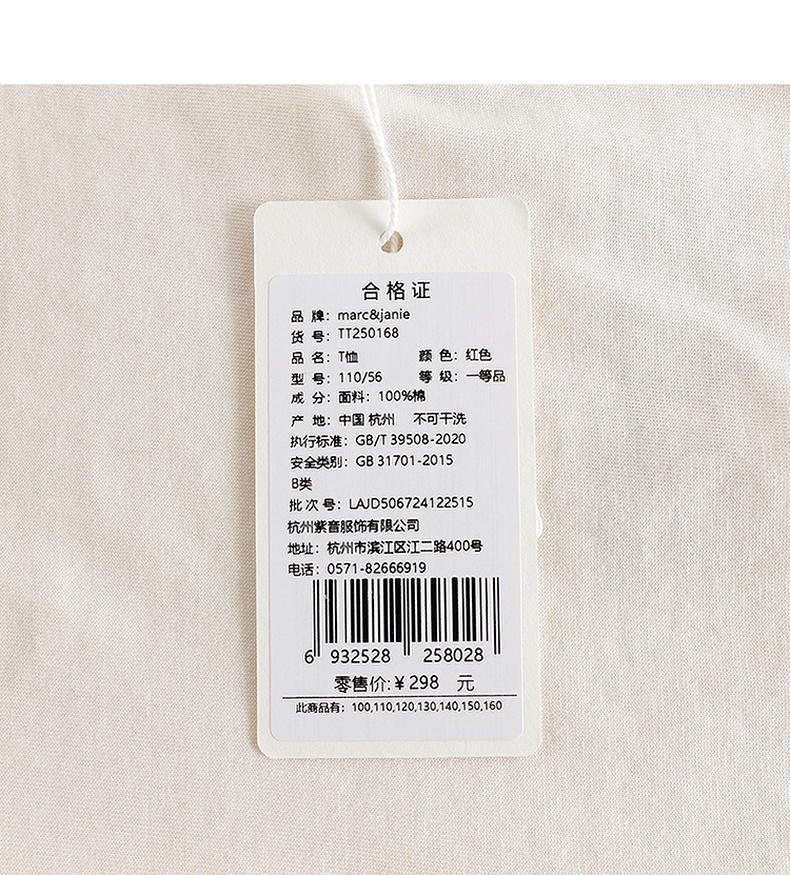 合格证
品 牌：marc&janie
货 号：TT250168
品 名：T恤 颜 色：红色
型 号：110/56 等 级：一等品
成 分：面料：100%棉
产 地：中国 杭州 不可干洗
执行标准：GB/T 39508-2020
安全类别：GB 31701-2015
B类
批 次 号：LAJD506724122515
杭州紫音服饰有限公司
地址：杭州市滨江区江二路400号
电话：0571-82666919
6 932528 258028
零售价:￥298 元
此商品有：100,110,120,130,140,150,160